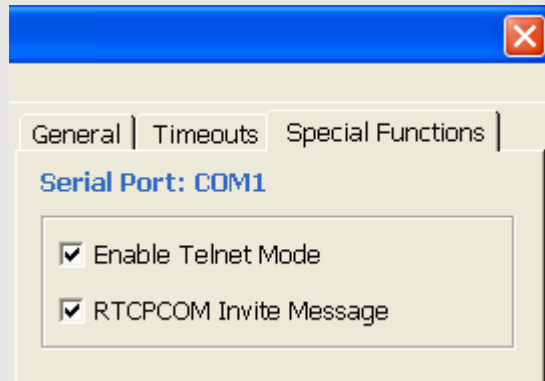 General Timeouts Special Functions
Serial Port: COM1
Enable Telnet Mode
RTCPCOM Invite Message